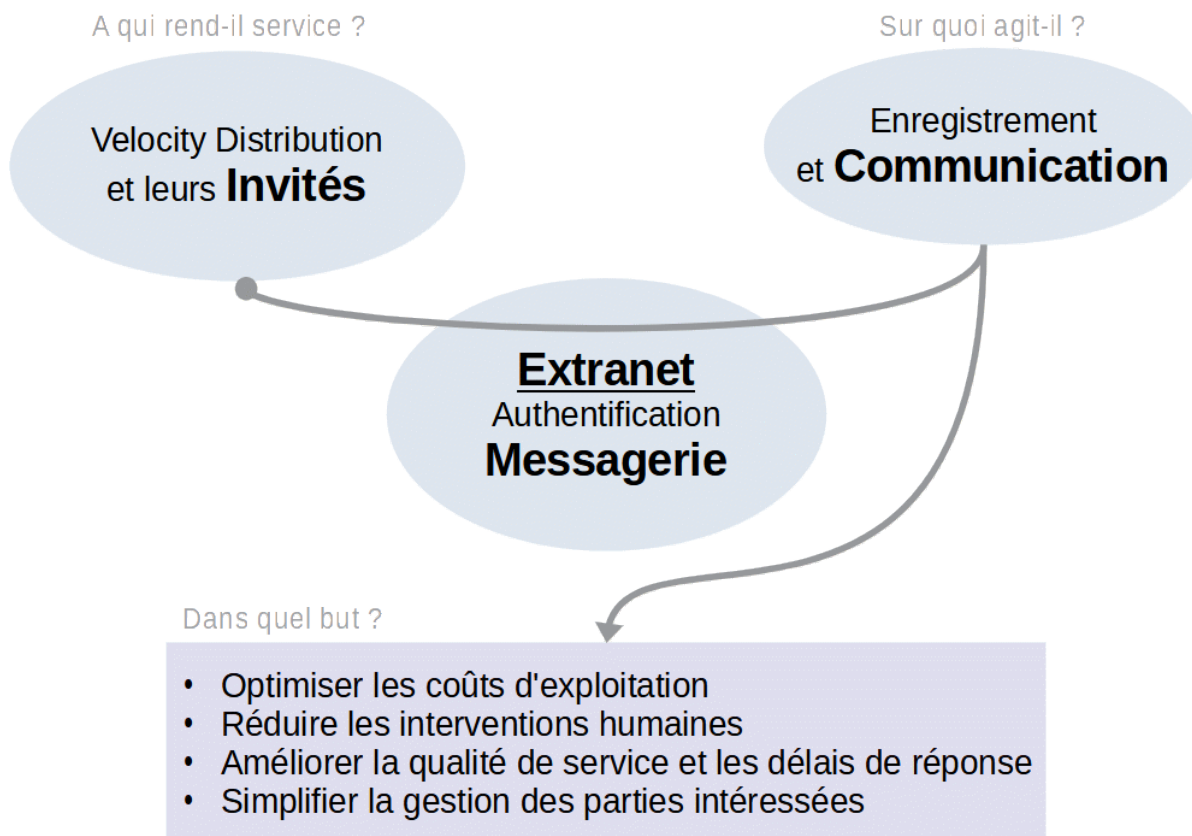 A qui rend-il service ?
Sur quoi agit-il ?
Velocity Distribution
et leurs Invités
Enregistrement
et Communication
Extranet
Authentification
Messagerie
Dans quel but ?
• Optimiser les coûts d'exploitation
• Réduire les interventions humaines
• Améliorer la qualité de service et les délais de réponse
• Simplifier la gestion des parties intéressées